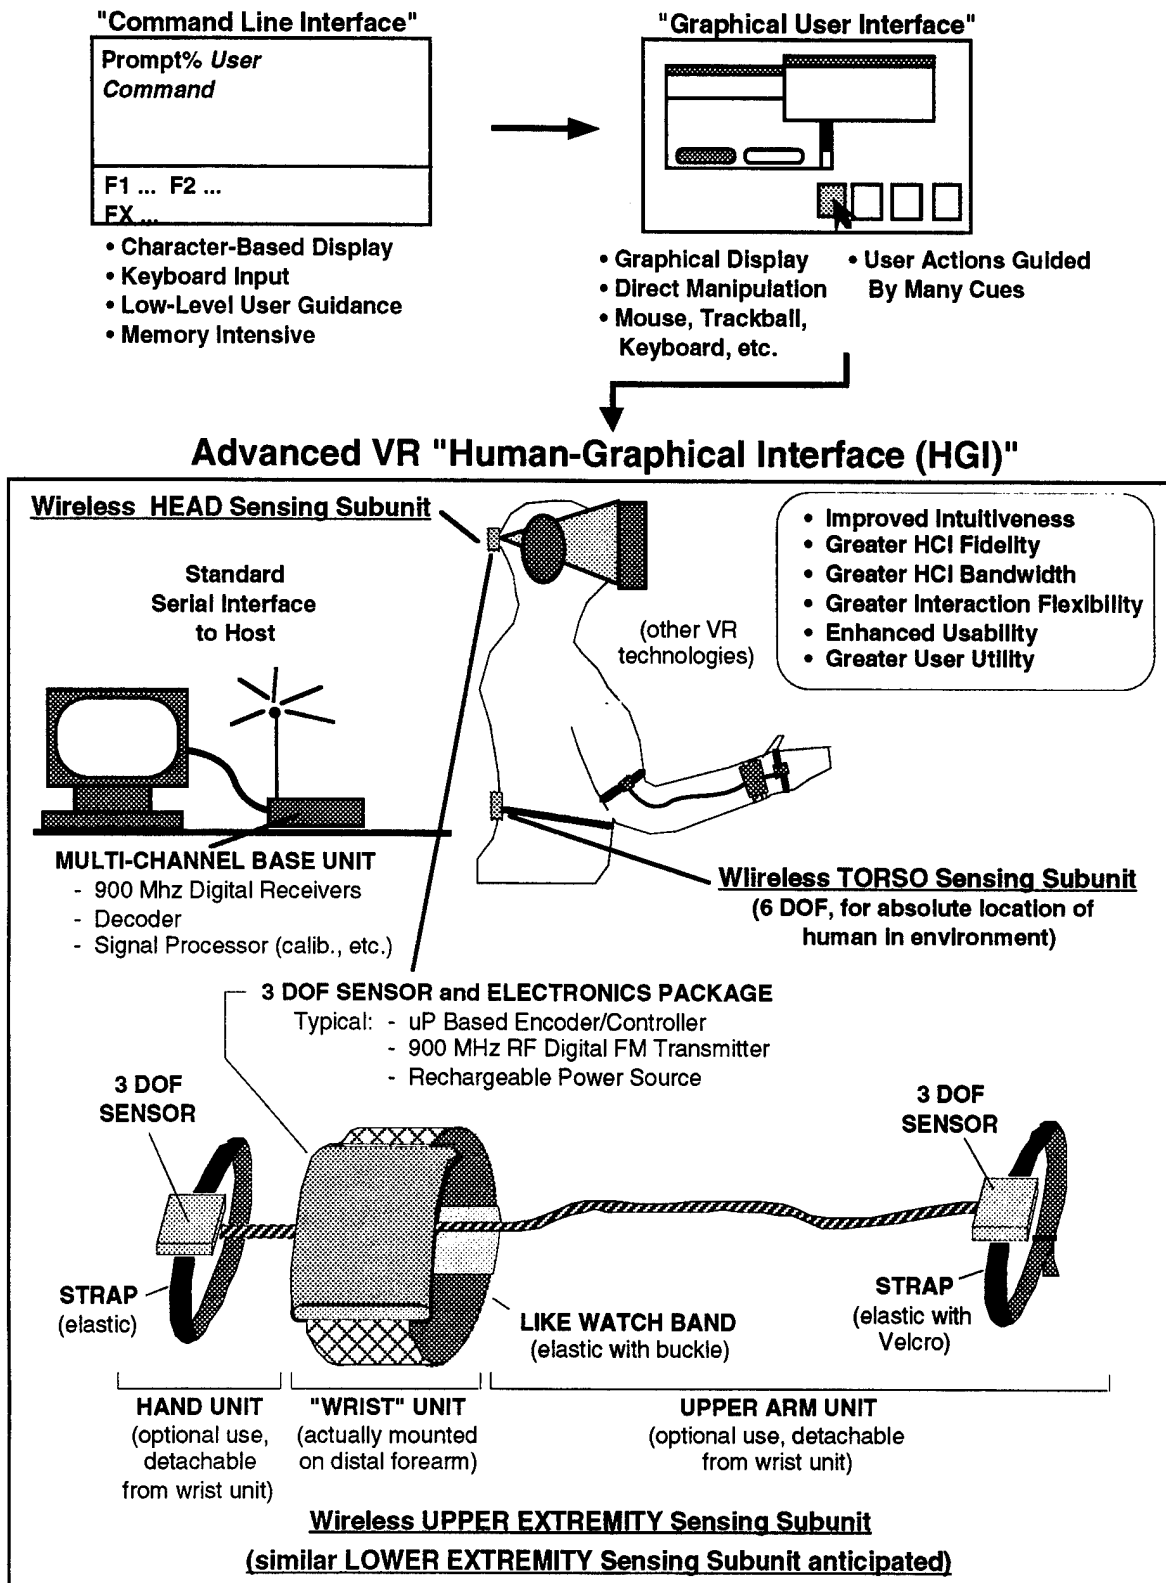 "Command Line Interface"
Prompt% User
Command
F1 ... F2 ...
FX ...
• Character-Based Display
• Keyboard Input
• Low-Level User Guidance
• Memory Intensive
"Graphical User Interface"
• Graphical Display
• Direct Manipulation
• Mouse, Trackball,
Keyboard, etc.
• User Actions Guided
By Many Cues
Advanced VR "Human-Graphical Interface (HGI)"
Wireless HEAD Sensing Subunit
Standard
Serial Interface
to Host
(other VR
technologies)
• Improved Intuitiveness
• Greater HCI Fidelity
• Greater HCI Bandwidth
• Greater Interaction Flexibility
• Enhanced Usability
• Greater User Utility
MULTI-CHANNEL BASE UNIT
- 900 Mhz Digital Receivers
- Decoder
- Signal Processor (calib., etc.)
Wlireless TORSO Sensing Subunit
(6 DOF, for absolute location of
human in environment)
3 DOF SENSOR and ELECTRONICS PACKAGE
Typical: - uP Based Encoder/Controller
- 900 MHz RF Digital FM Transmitter
- Rechargeable Power Source
3 DOF
SENSOR
3 DOF
SENSOR
STRAP
(elastic)
LIKE WATCH BAND
(elastic with buckle)
STRAP
(elastic with
Velcro)
HAND UNIT
(optional use,
detachable
from wrist unit)
"WRIST" UNIT
(actually mounted
on distal forearm)
UPPER ARM UNIT
(optional use, detachable
from wrist unit)
Wireless UPPER EXTREMITY Sensing Subunit
(similar LOWER EXTREMITY Sensing Subunit anticipated)